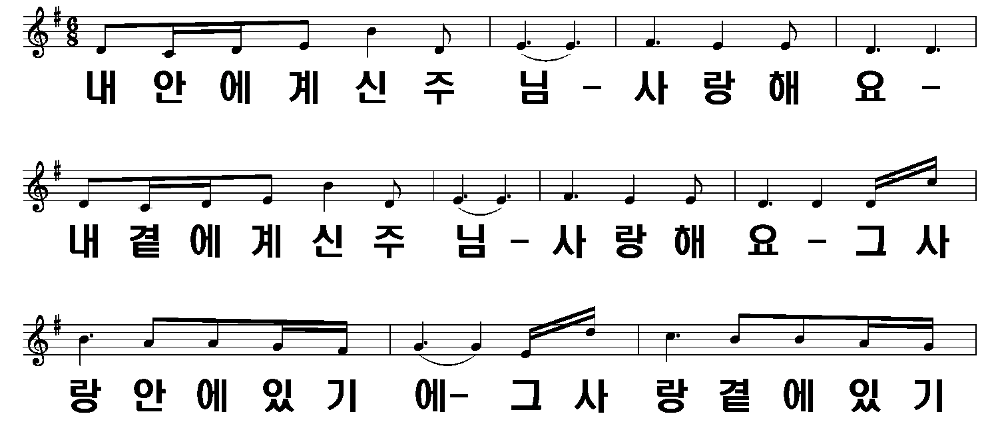 내 안 에 계 신 주 님 - 사 랑 해 요 -
내 곁 에 계 신 주 님 - 사 랑 해 요 - 그 사
랑 안 에 있 기 에- 그 사 랑 곁 에 있 기